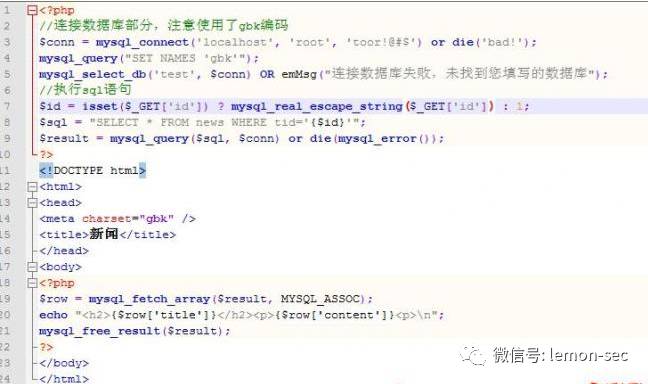 1 <?php
2 //连接数据库部分，注意使用了gbk编码
3 $conn = mysql_connect('localhost', 'root', 'toor!@#$') or die('bad!');
4 mysql_query("SET NAMES 'gbk'");
5 mysql_select_db('test', $conn) OR emMsg("连接数据库失败，未找到您填写的数据库");
6 //执行sql语句
7 $id = isset($_GET['id']) ? mysql_real_escape_string($_GET['id']) : 1;
8 $sql = "SELECT * FROM news WHERE tid='{$id}'";
9 $result = mysql_query($sql, $conn) or die(mysql_error());
10 ?>
11 <!DOCTYPE html>
12 <html>
13 <head>
14 <meta charset="gbk" />
15 <title>新闻</title>
16 </head>
17 <body>
18 <?php
19 $row = mysql_fetch_array($result, MYSQL_ASSOC);
20 echo "<h2>{$row['title']}</h2><p>{$row['content']}<p>\n";
21 mysql_free_result($result);
22 ?>
23 </body>
24 </html>
微信号: lemon-sec